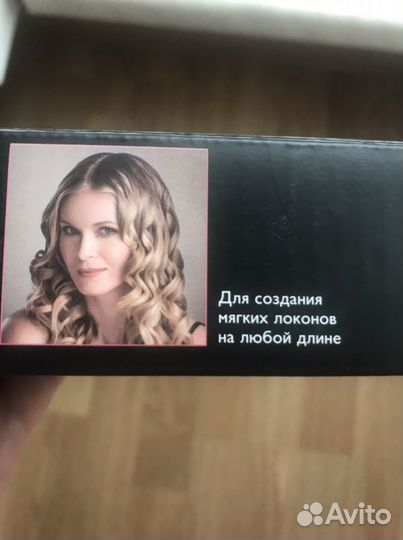 Для создания
мягких локонов
на любой длине
Avito